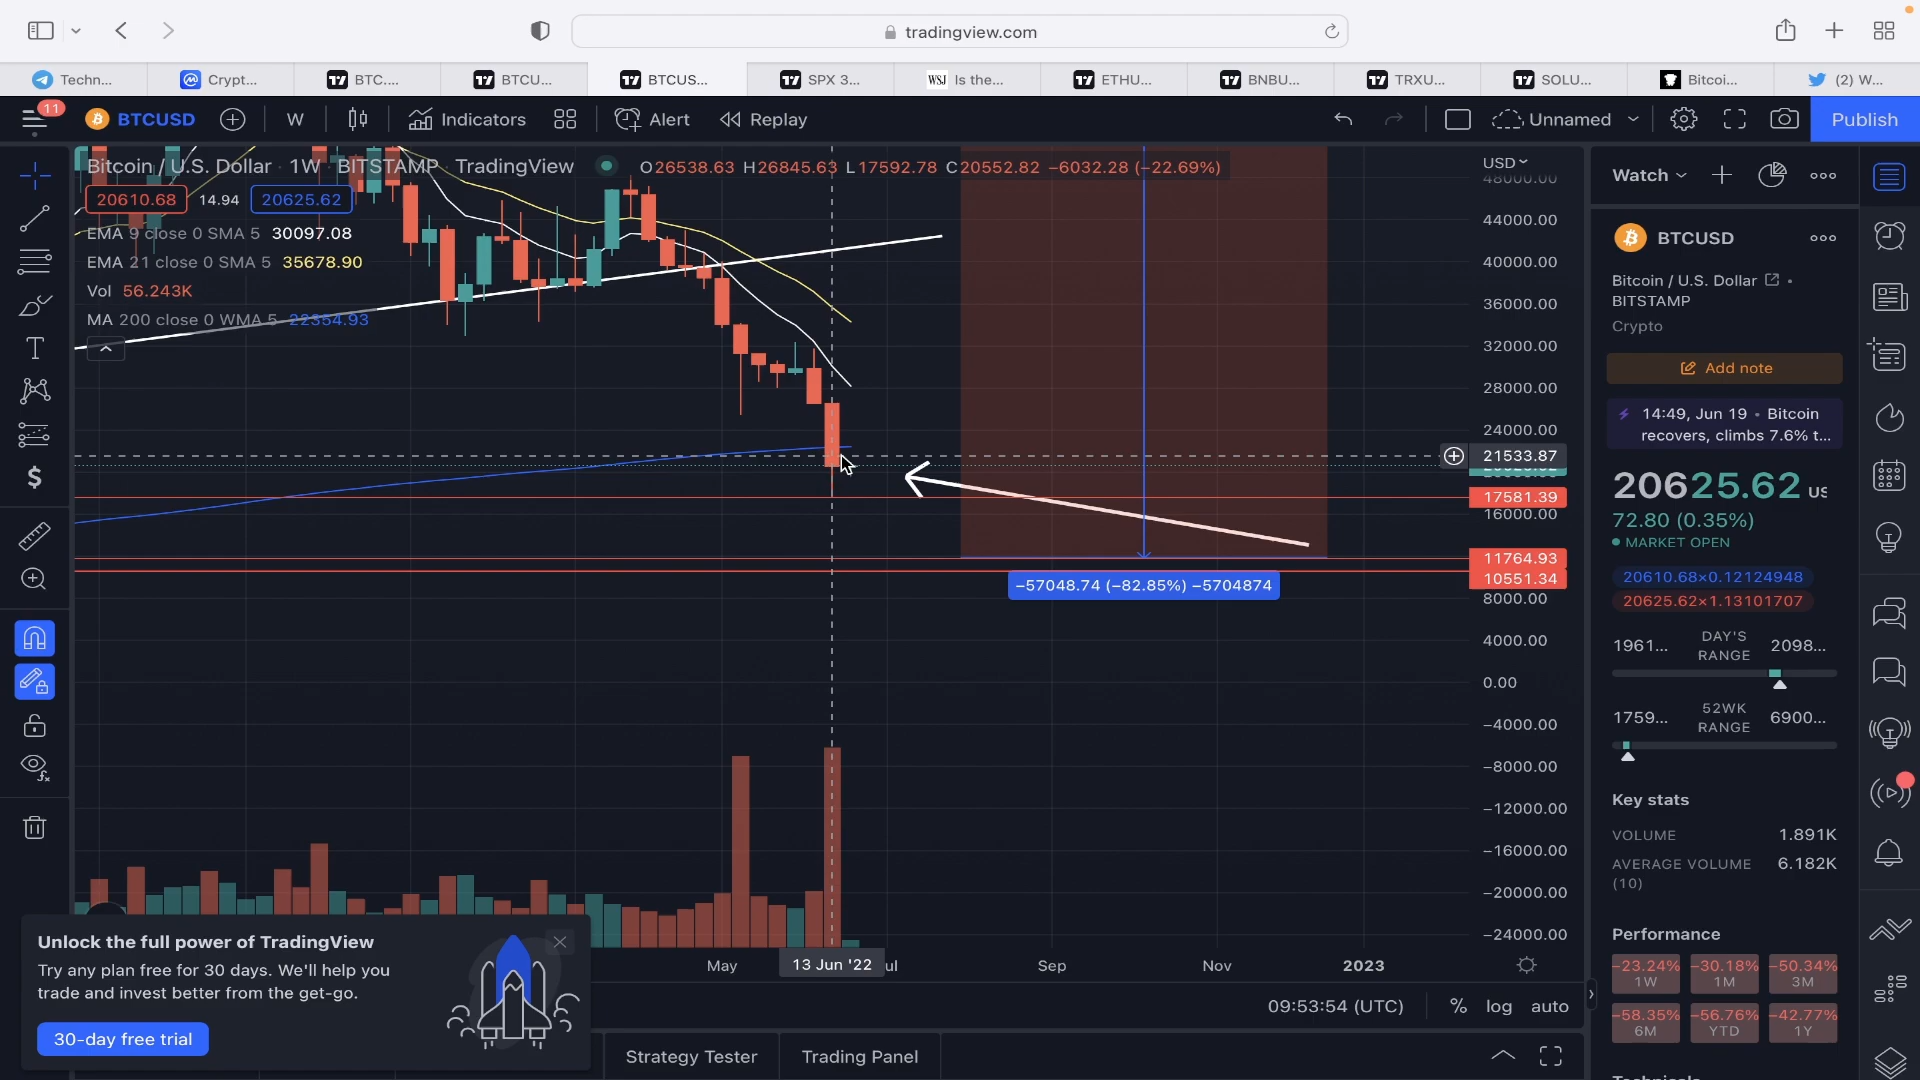 tradingview.com
Techn...
Crypt...
BTC....
BTCU...
BTCUS...
SPX 3...
WSJ Is the...
ETHU...
BNBU...
TRXU...
SOLU...
Bitcoi...
(2) W...
11
BTCUSD
W
Indicators
Alert
Replay
Unnamed
Publish
Bitcoin / U.S. Dollar · 1W · BITSTAMP · TradingView
O26538.63 H26845.63 L17592.78 C20552.82 −6032.28 (−22.69%)
20610.68 14.94 20625.62
EMA 9 close 0 SMA 5 30097.08
EMA 21 close 0 SMA 5 35678.90
Vol 56.243K
MA 200 close 0 WMA 5 22354.93
USD
48000.00
44000.00
40000.00
36000.00
32000.00
28000.00
24000.00
21533.87
17581.39
16000.00
11764.93
10551.34
8000.00
4000.00
0.00
−4000.00
−8000.00
−12000.00
−16000.00
−20000.00
−24000.00
−57048.74 (−82.85%) −5704874
May
13 Jun '22
ul
Sep
Nov
2023
Unlock the full power of TradingView
Try any plan free for 30 days. We'll help you
trade and invest better from the get-go.
30-day free trial
09:53:54 (UTC)
%
log
auto
Strategy Tester
Trading Panel
Watch
BTCUSD
Bitcoin / U.S. Dollar
BITSTAMP
Crypto
Add note
14:49, Jun 19 • Bitcoin
recovers, climbs 7.6% t...
20625.62
72.80 (0.35%)
MARKET OPEN
20610.68×0.12124948
20625.62×1.13101707
1961... DAY'S RANGE 2098...
1759... 52WK RANGE 6900...
Key stats
VOLUME 1.891K
AVERAGE VOLUME (10) 6.182K
Performance
−23.24% −30.18% −50.34%
1W 1M 3M
−58.35% −56.76% −42.77%
6M YTD 1Y